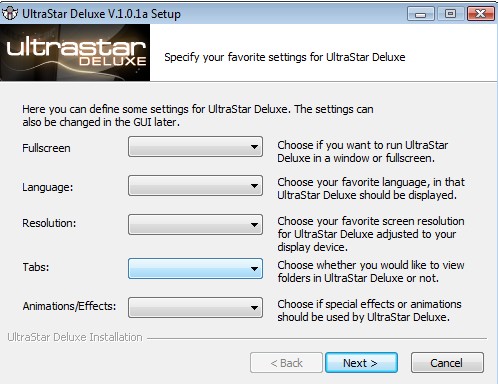 UltraStar Deluxe V.1.0.1a Setup
ultrastar
DELUXE
Specify your favorite settings for UltraStar Deluxe
Here you can define some settings for UltraStar Deluxe. The settings can
also be changed in the GUI later.
Fullscreen
Choose if you want to run UltraStar
Deluxe in a window or fullscreen.
Language:
Choose your favorite language, in that
UltraStar Deluxe should be displayed.
Resolution:
Choose your favorite screen resolution
for UltraStar Deluxe adjusted to your
display device.
Tabs:
Choose whether you would like to view
folders in UltraStar Deluxe or not.
Animations/Effects:
Choose if special effects or animations
should be used by UltraStar Deluxe.
UltraStar Deluxe Installation
< Back
Next >
Cancel